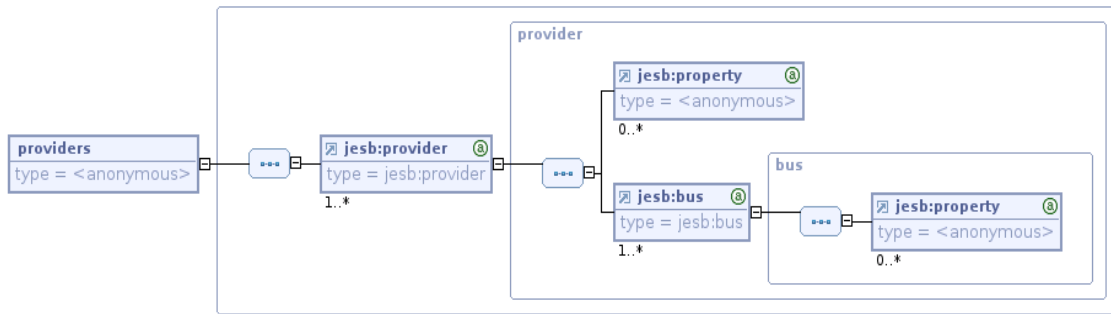 provider
jesb:property
type = <anonymous>
0..*
providers
type = <anonymous>
jesb:provider
type = jesb:provider
1..*
bus
jesb:bus
type = jesb:bus
1..*
jesb:property
type = <anonymous>
0..*